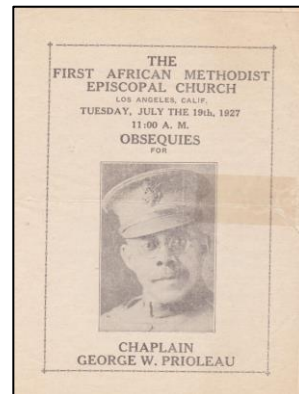 THE
FIRST AFRICAN METHODIST
EPISCOPAL CHURCH
LOS ANGELES, CALIF.
TUESDAY, JULY THE 19th, 1927
11:00 A. M.
OBSEQUIES
FOR
CHAPLAIN
GEORGE W. PRIOLEAU